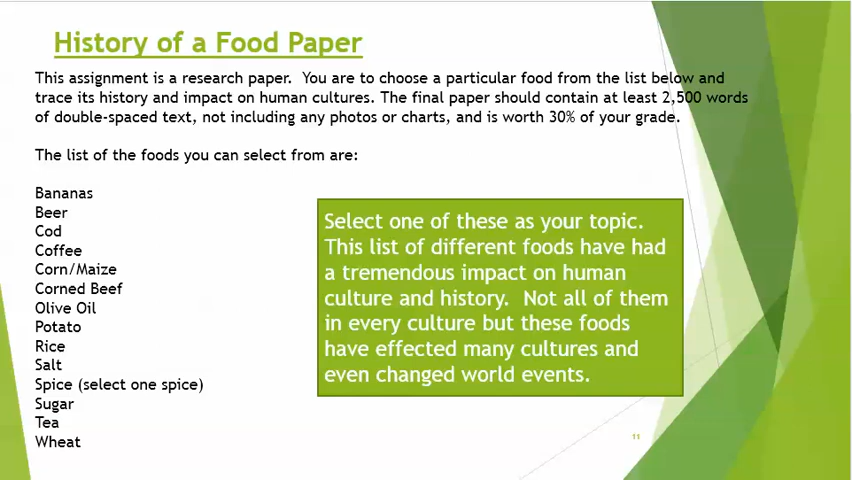 History of a Food Paper
This assignment is a research paper.  You are to choose a particular food from the list below and
trace its history and impact on human cultures. The final paper should contain at least 2,500 words
of double-spaced text, not including any photos or charts, and is worth 30% of your grade.
The list of the foods you can select from are:
Bananas
Beer
Cod
Coffee
Corn/Maize
Corned Beef
Olive Oil
Potato
Rice
Salt
Spice (select one spice)
Sugar
Tea
Wheat
Select one of these as your topic.
This list of different foods have had
a tremendous impact on human
culture and history.  Not all of them
in every culture but these foods
have effected many cultures and
even changed world events.
11